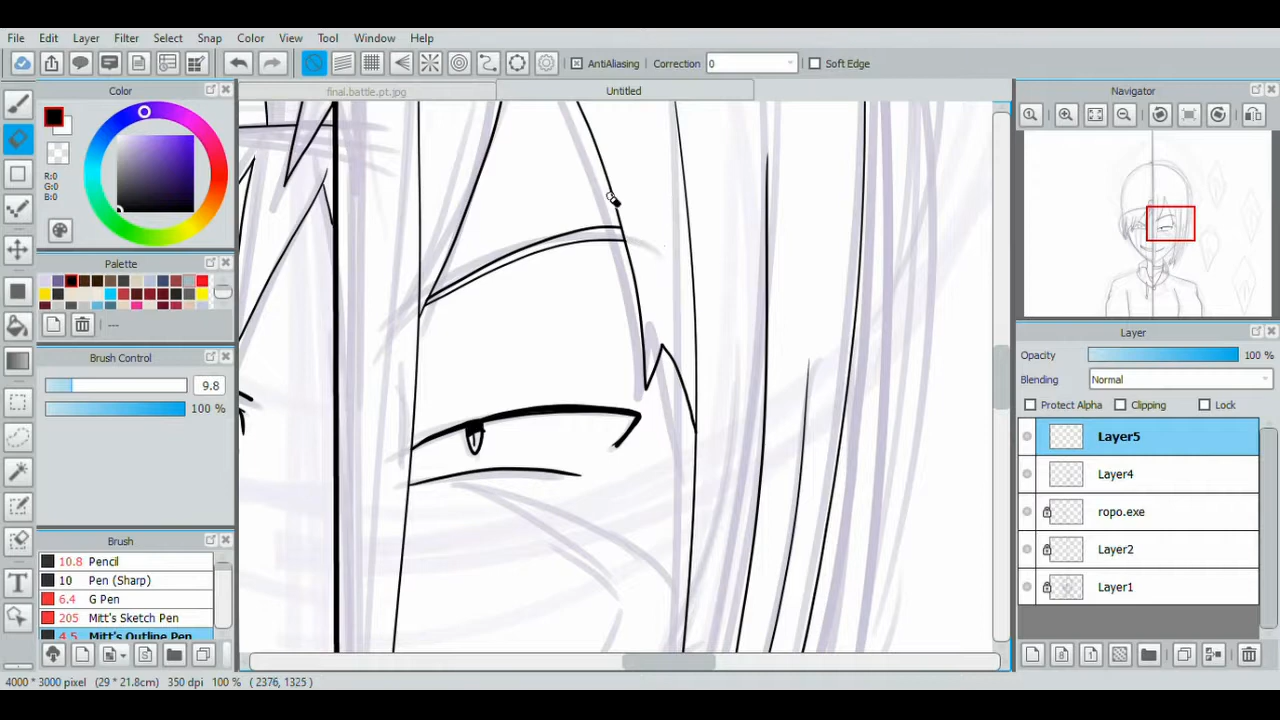 File Edit Layer Filter Select Snap Color View Tool Window Help
AntiAliasing Correction 0 Soft Edge
Color
final.battle.pt.jpg
Untitled
Navigator
R:0
G:0
B:0
Palette
---
Brush Control
9.8
100 %
Brush
10.8 Pencil
10 Pen (Sharp)
6.4 G Pen
205 Mitt's Sketch Pen
4.5 Mitt's Outline Pen
Layer
Opacity 100 %
Blending Normal
Protect Alpha Clipping Lock
Layer5
Layer4
ropo.exe
Layer2
Layer1
4000 * 3000 pixel (29 * 21.8cm) 350 dpi 100 % ( 2376, 1325 )